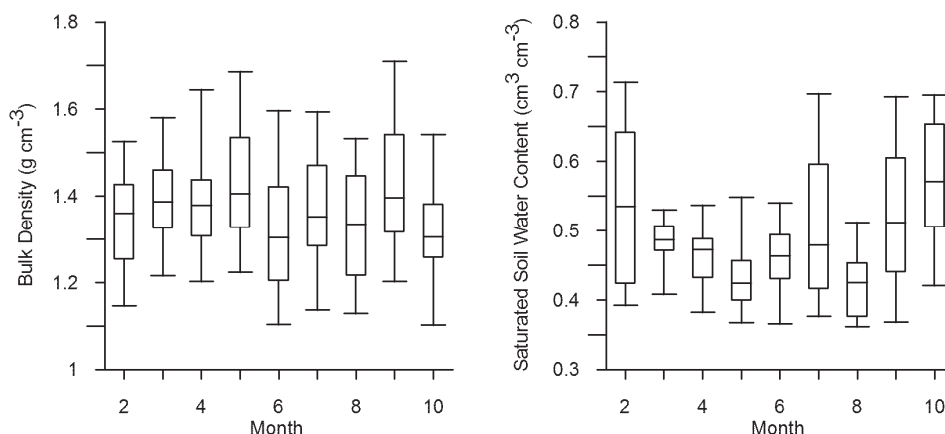 1.8
1.6
1.4
1.2
1
Bulk Density (g cm-3)
2 4 6 8 10
Month
0.8
0.7
0.6
0.5
0.4
0.3
Saturated Soil Water Content (cm3 cm-3)
2 4 6 8 10
Month